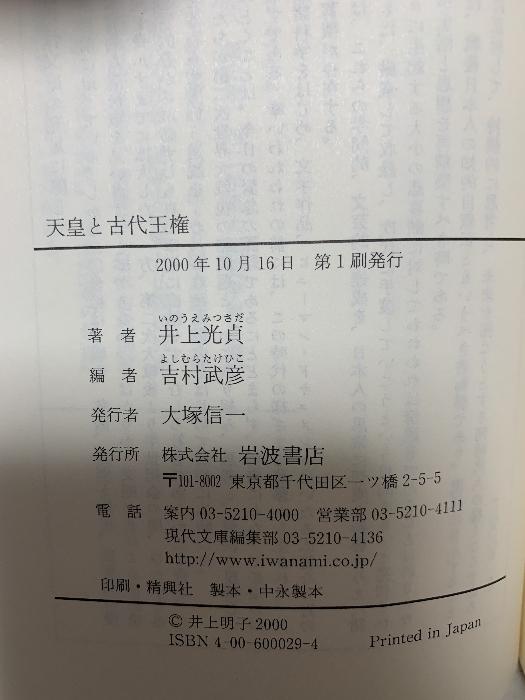 天皇と古代王権
2000年10月16日 第1刷発行
いのうえみつさだ
著者 井上光貞
よしむらたけひこ
編者 吉村武彦
発行者 大塚信一
発行所 株式会社 岩波書店
〒101-8002 東京都千代田区一ツ橋2-5-5
電話 案内03-5210-4000 営業部03-5210-4111
現代文庫編集部03-5210-4136
http://www.iwanami.co.jp/
印刷・精興社 製本・中永製本
© 井上明子 2000
ISBN 4-00-600029-4 Printed in Japan